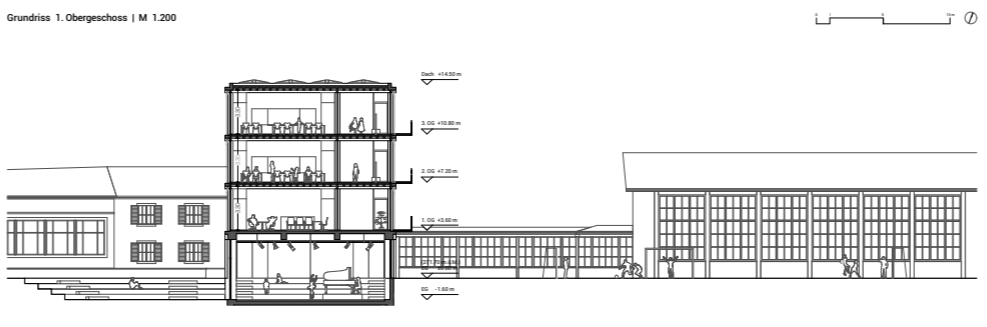 Grundriss 1. Obergeschoss | M 1.200
Dach +14.50 m
3. OG +10.80 m
2. OG +7.20 m
1. OG +3.60 m
EG -1.60 m